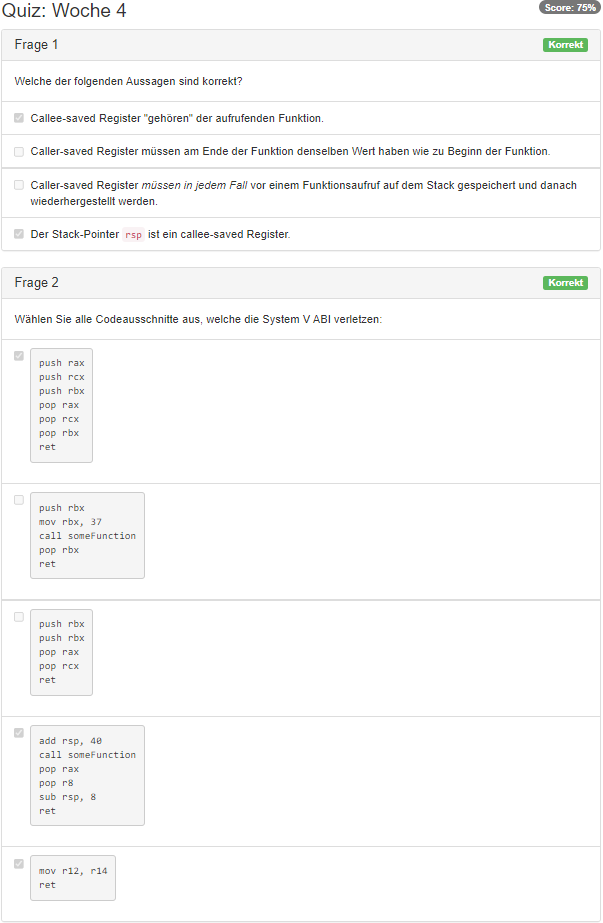 Quiz: Woche 4
Score: 75%
Frage 1
Korrekt
Welche der folgenden Aussagen sind korrekt?
Callee-saved Register "gehören" der aufrufenden Funktion.
Caller-saved Register müssen am Ende der Funktion denselben Wert haben wie zu Beginn der Funktion.
Caller-saved Register müssen in jedem Fall vor einem Funktionsaufruf auf dem Stack gespeichert und danach
wiederhergestellt werden.
Der Stack-Pointer rsp ist ein callee-saved Register.
Frage 2
Korrekt
Wählen Sie alle Codeausschnitte aus, welche die System V ABI verletzen:
push rax
push rcx
push rbx
pop rax
pop rcx
pop rbx
ret
push rbx
mov rbx, 37
call someFunction
pop rbx
ret
push rbx
push rbx
pop rax
pop rcx
ret
add rsp, 40
call someFunction
pop rax
pop r8
sub rsp, 8
ret
mov r12, r14
ret